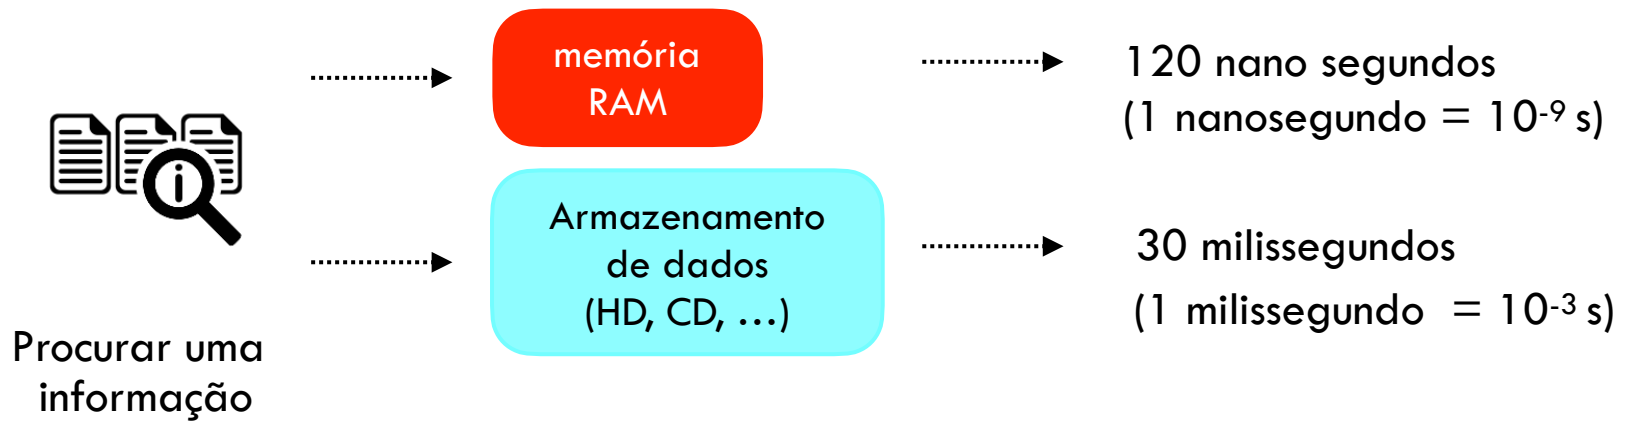 memória
RAM
120 nano segundos
(1 nanosegundo = 10⁻⁹ s)
i
Armazenamento
de dados
(HD, CD, ...)
30 milissegundos
(1 milissegundo = 10⁻³ s)
Procurar uma
informação